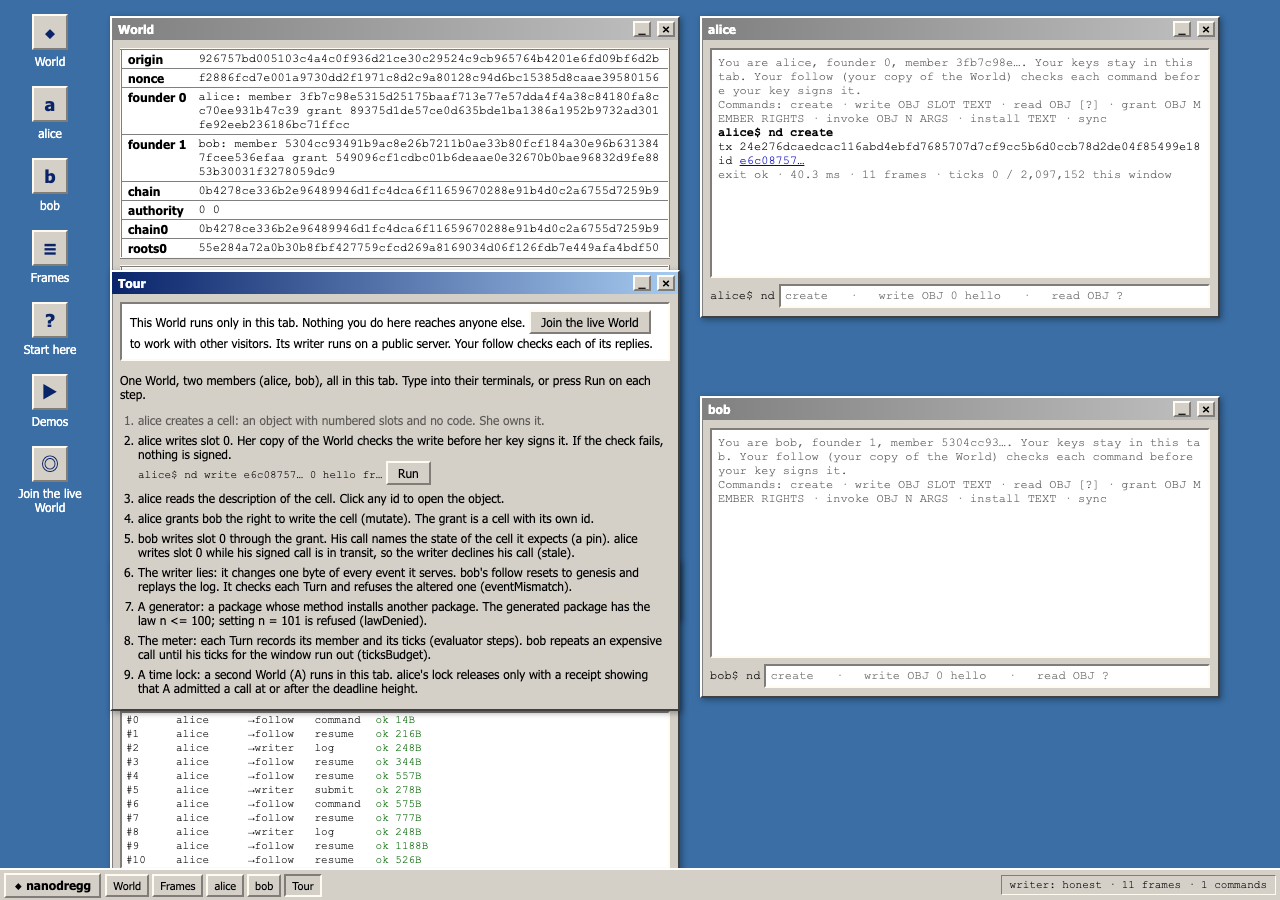 World
a
alice
b
bob
Frames
?
Start here
Demos
Join the live
World
World
origin 926757bd005103c4a4c0f936d21ce30c29524c9cb965764b4201e6fd09bf6d2b
nonce f2886fcd7e001a9730dd2f1971c8d2c9a80128c94d6bc15385d8caae39580156
founder 0 alice: member 3fb7c98e5315d25175baaf713e77e57dda4f4a38c84180fa8c
c70ee931b47c39 grant 89375d1de57ce0d635bde1ba1386a1952b9732ad301
fe92eeb236186bc71ffcc
founder 1 bob: member 5304cc93491b9ac8e26b7211b0ae33b80fcf184a30e96b631384
7fcee536efaa grant 549096cf1cdbc01b6deaae0e32670b0bae96832d9fe88
53b30031f3278059dc9
chain 0b4278ce336b2e96489946d1fc4dca6f11659670288e91b4d0c2a6755d7259b9
authority 0 0
chain0 0b4278ce336b2e96489946d1fc4dca6f11659670288e91b4d0c2a6755d7259b9
roots0 55e284a72a0b30b8fbf427759cfcd269a8169034d06f126fdb7e449afa4bdf50
Tour
This World runs only in this tab. Nothing you do here reaches anyone else. Join the live World
to work with other visitors. Its writer runs on a public server. Your follow checks each of its replies.
One World, two members (alice, bob), all in this tab. Type into their terminals, or press Run on each
step.
1. alice creates a cell: an object with numbered slots and no code. She owns it.
2. alice writes slot 0. Her copy of the World checks the write before her key signs it. If the check fails,
nothing is signed.
alice$ nd write e6c08757… 0 hello fr… Run
3. alice reads the description of the cell. Click any id to open the object.
4. alice grants bob the right to write the cell (mutate). The grant is a cell with its own id.
5. bob writes slot 0 through the grant. His call names the state of the cell it expects (a pin). alice
writes slot 0 while his signed call is in transit, so the writer declines his call (stale).
6. The writer lies: it changes one byte of every event it serves. bob's follow resets to genesis and
replays the log. It checks each Turn and refuses the altered one (eventMismatch).
7. A generator: a package whose method installs another package. The generated package has the
law n <= 100; setting n = 101 is refused (lawDenied).
8. The meter: each Turn records its member and its ticks (evaluator steps). bob repeats an expensive
call until his ticks for the window run out (ticksBudget).
9. A time lock: a second World (A) runs in this tab. alice's lock releases only with a receipt showing
that A admitted a call at or after the deadline height.
#0 alice →follow command ok 14B
#1 alice →follow resume ok 216B
#2 alice →writer log ok 248B
#3 alice →follow resume ok 344B
#4 alice →follow resume ok 557B
#5 alice →writer submit ok 278B
#6 alice →follow command ok 575B
#7 alice →follow resume ok 777B
#8 alice →writer log ok 248B
#9 alice →follow resume ok 1188B
#10 alice →follow resume ok 526B
alice
You are alice, founder 0, member 3fb7c98e…. Your keys stay in this
tab. Your follow (your copy of the World) checks each command befor
e your key signs it.
Commands: create · write OBJ SLOT TEXT · read OBJ [?] · grant OBJ M
EMBER RIGHTS · invoke OBJ N ARGS · install TEXT · sync
alice$ nd create
tx 24e276dcaedcac116abd4ebfd7685707d7cf9cc5b6d0ccb78d2de04f85499e18
id e6c08757…
exit ok · 40.3 ms · 11 frames · ticks 0 / 2,097,152 this window
alice$ nd create · write OBJ 0 hello · read OBJ ?
bob
You are bob, founder 1, member 5304cc93…. Your keys stay in this ta
b. Your follow (your copy of the World) checks each command before
your key signs it.
Commands: create · write OBJ SLOT TEXT · read OBJ [?] · grant OBJ M
EMBER RIGHTS · invoke OBJ N ARGS · install TEXT · sync
bob$ nd create · write OBJ 0 hello · read OBJ ?
nanodregg World Frames alice bob Tour writer: honest · 11 frames · 1 commands